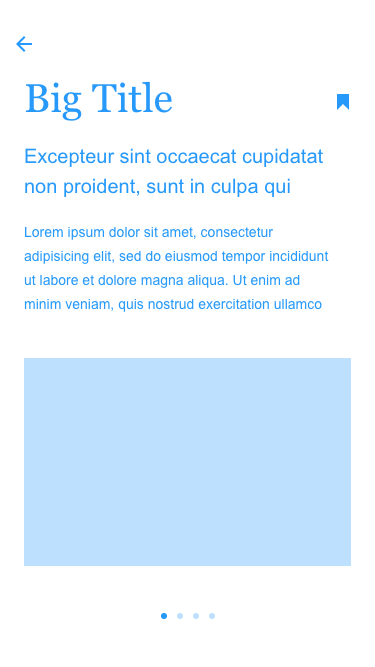 Big Title
Excepteur sint occaecat cupidatat
non proident, sunt in culpa qui
Lorem ipsum dolor sit amet, consectetur
adipisicing elit, sed do eiusmod tempor incididunt
ut labore et dolore magna aliqua. Ut enim ad
minim veniam, quis nostrud exercitation ullamco